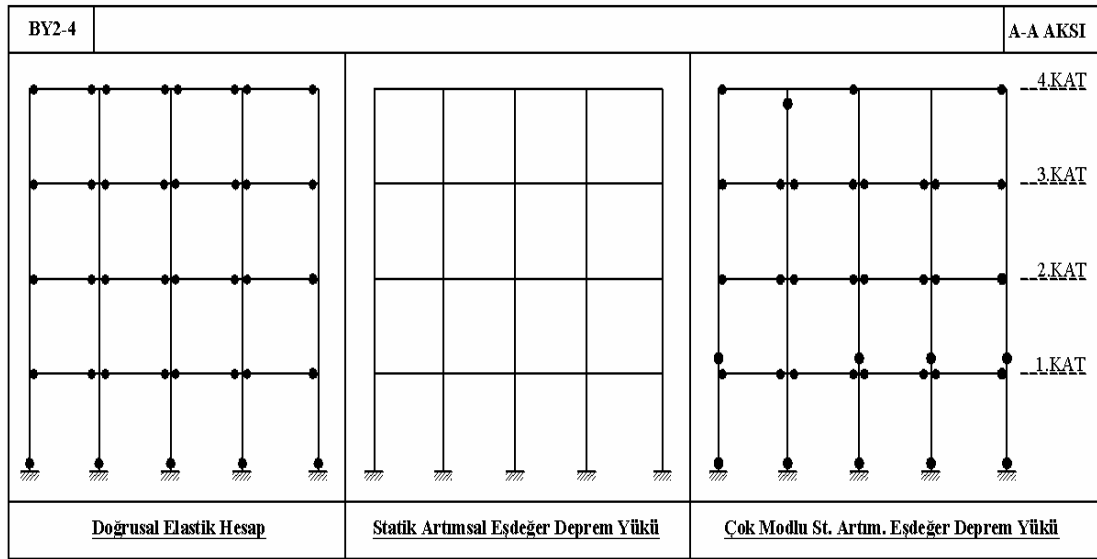 BY2-4
A-A AKSI
4.KAT
3.KAT
2.KAT
1.KAT
Doğrusal Elastik Hesap
Statik Artımsal Eşdeğer Deprem Yükü
Çok Modlu St. Artım. Eşdeğer Deprem Yükü